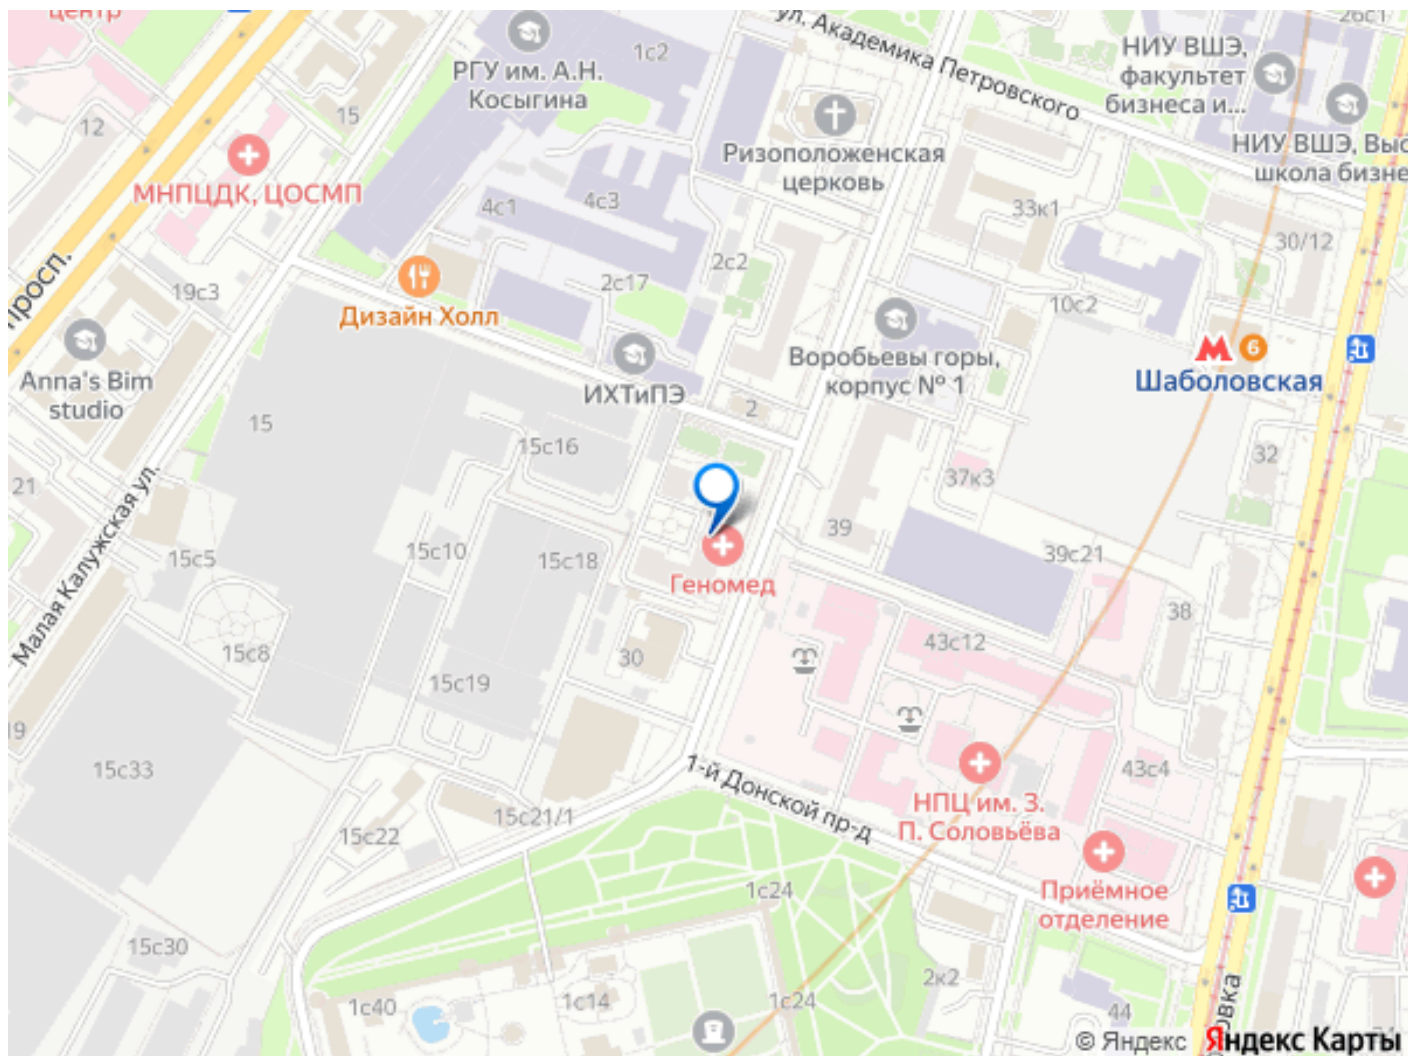 центр
1с2
ул. Академика Петровского
26с1
НИУ ВШЭ,
факультет
бизнеса и...
РГУ им. А.Н.
Косыгина
15
12
НИУ ВШЭ, Выс
школа бизне
Ризоположенская
церковь
МНПЦДК, ЦОСМП
4с1
4с3
33к1
30/12
просп.
19с3
2с2
2с17
10с2
Дизайн Холл
6
Шаболовская
Anna's Bim
studio
Воробьевы горы,
корпус № 1
ИХТиПЭ
2
15
15с16
32
37к3
21
Малая Калужская ул.
39
15с5
15с10
15с18
39с21
Геномед
38
15с8
30
43с12
15с19
19
15с33
1-й Донской пр-д
43с4
НПЦ им. З.
П. Соловьёва
15с21/1
15с22
Приёмное
отделение
1с24
15с30
2к2
1с40
1с14
1с24
44
овка
© Яндекс Яндекс Карты